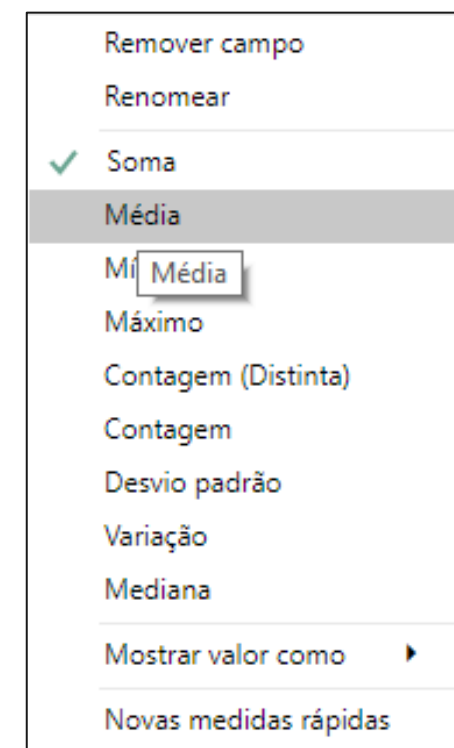 Remover campo
Renomear
Soma
Média
Mí
Média
Máximo
Contagem (Distinta)
Contagem
Desvio padrão
Variação
Mediana
Mostrar valor como
Novas medidas rápidas